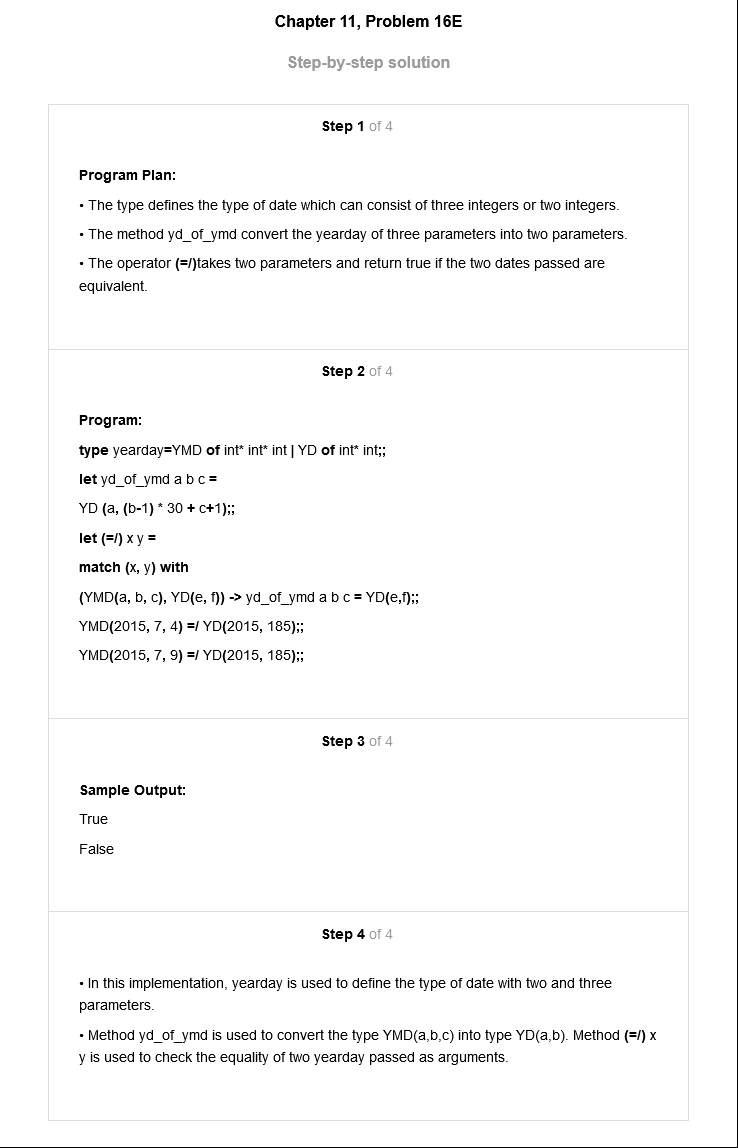 Chapter 11, Problem 16E
Step-by-step solution
Step 1 of 4
Program Plan:
• The type defines the type of date which can consist of three integers or two integers.
• The method yd_of_ymd convert the yearday of three parameters into two parameters.
• The operator (=/)takes two parameters and return true if the two dates passed are
equivalent.
Step 2 of 4
Program:
type yearday=YMD of int* int* int | YD of int* int;;
let yd_of_ymd a b c =
YD (a, (b-1) * 30 + c+1);;
let (=/) x y =
match (x, y) with
(YMD(a, b, c), YD(e, f)) -> yd_of_ymd a b c = YD(e,f);;
YMD(2015, 7, 4) =/ YD(2015, 185);;
YMD(2015, 7, 9) =/ YD(2015, 185);;
Step 3 of 4
Sample Output:
True
False
Step 4 of 4
• In this implementation, yearday is used to define the type of date with two and three
parameters.
• Method yd_of_ymd is used to convert the type YMD(a,b,c) into type YD(a,b). Method (=/) x
y is used to check the equality of two yearday passed as arguments.